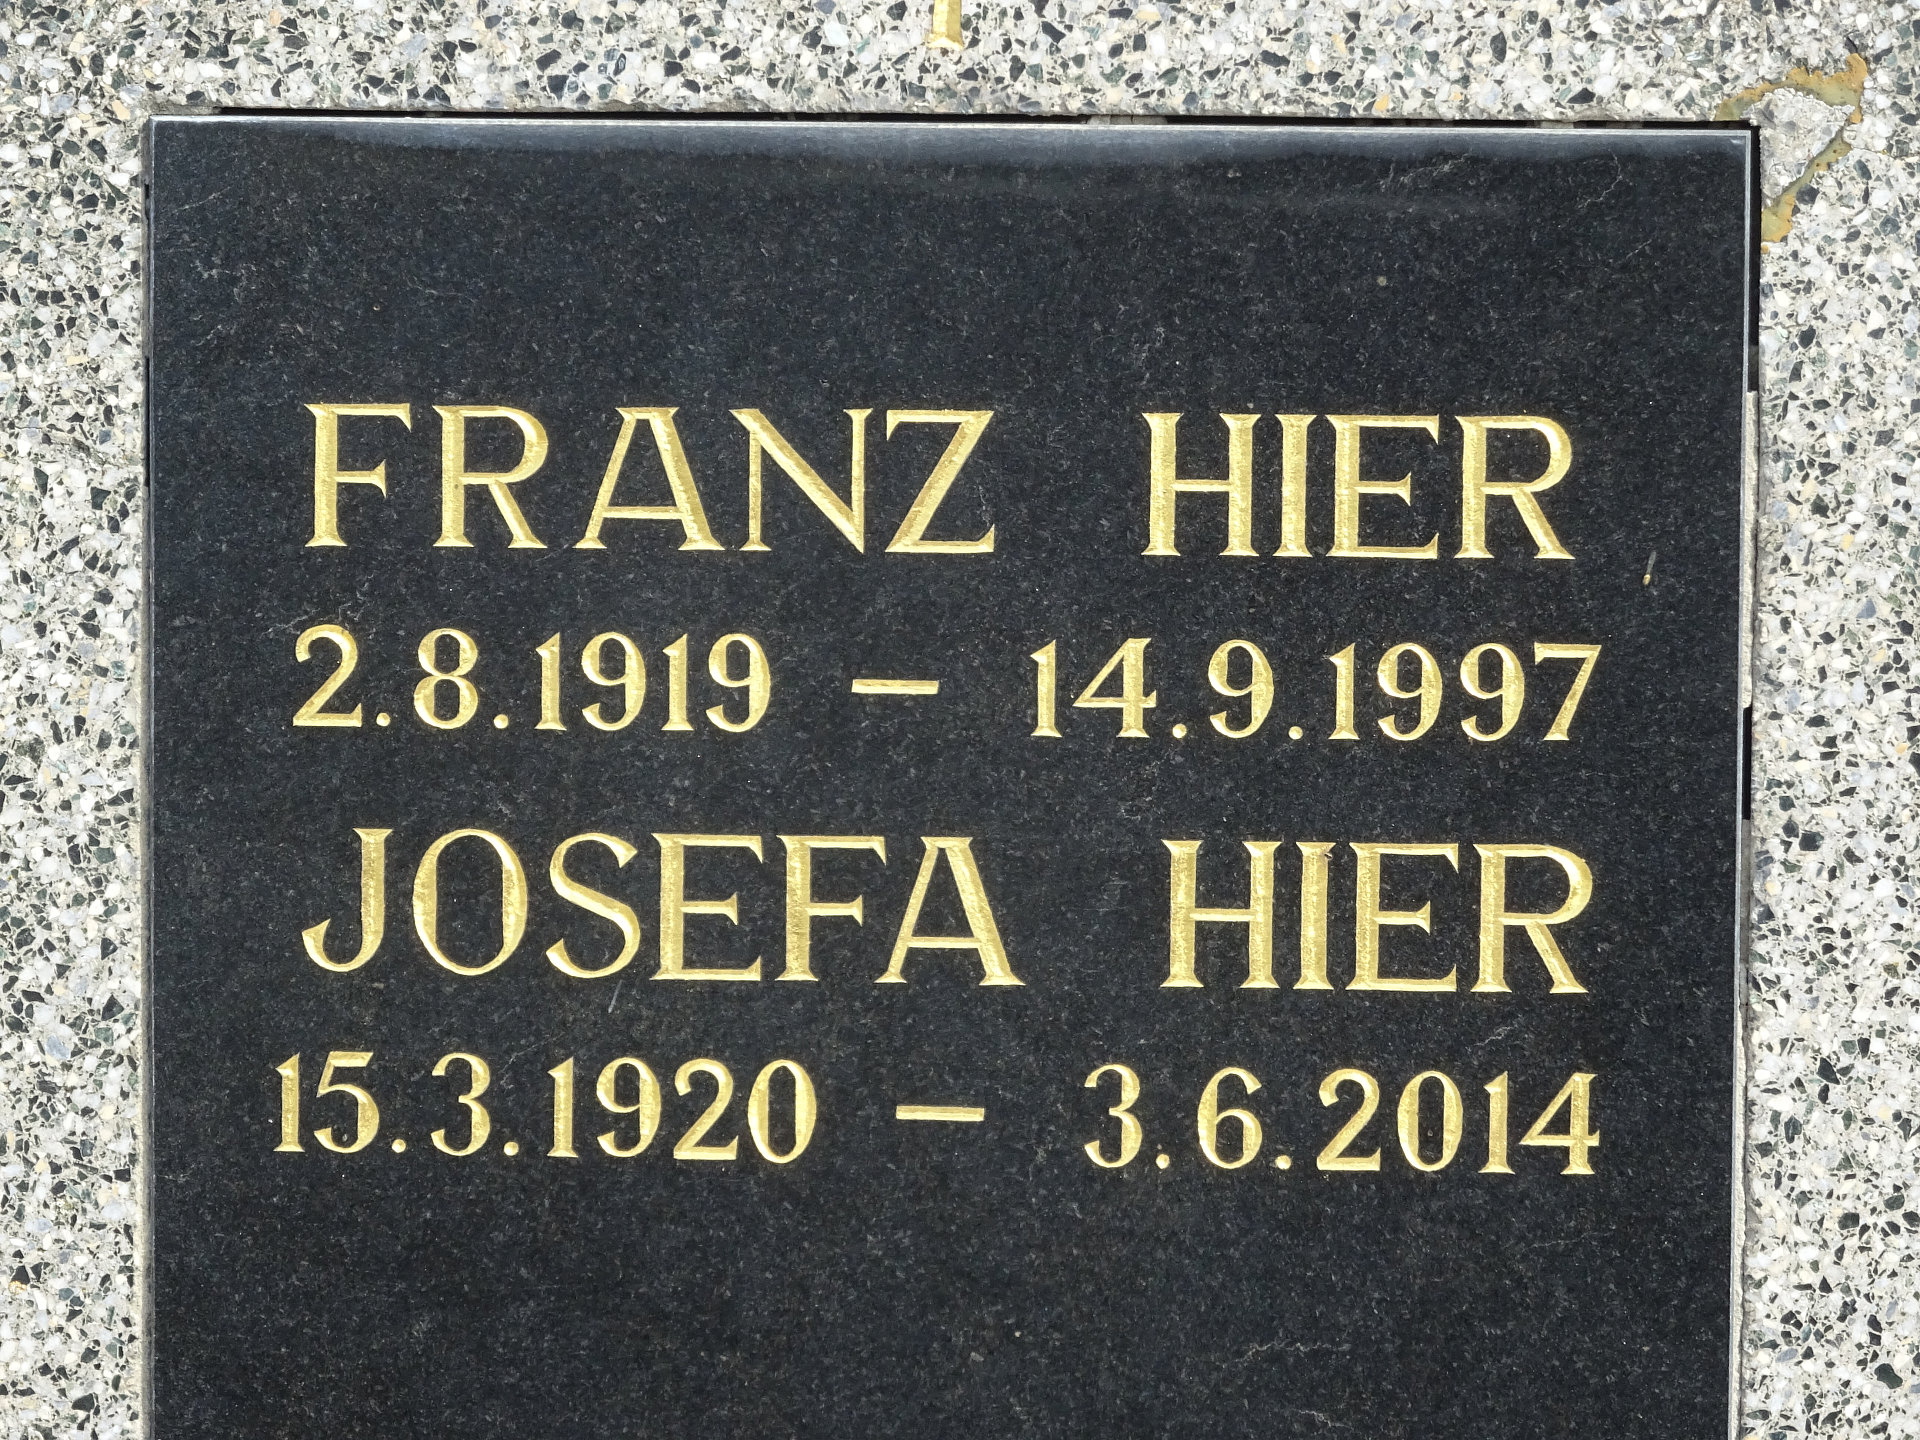 FRANZ HIER
2.8.1919 – 14.9.1997
JOSEFA HIER
15.3.1920 – 3.6.2014